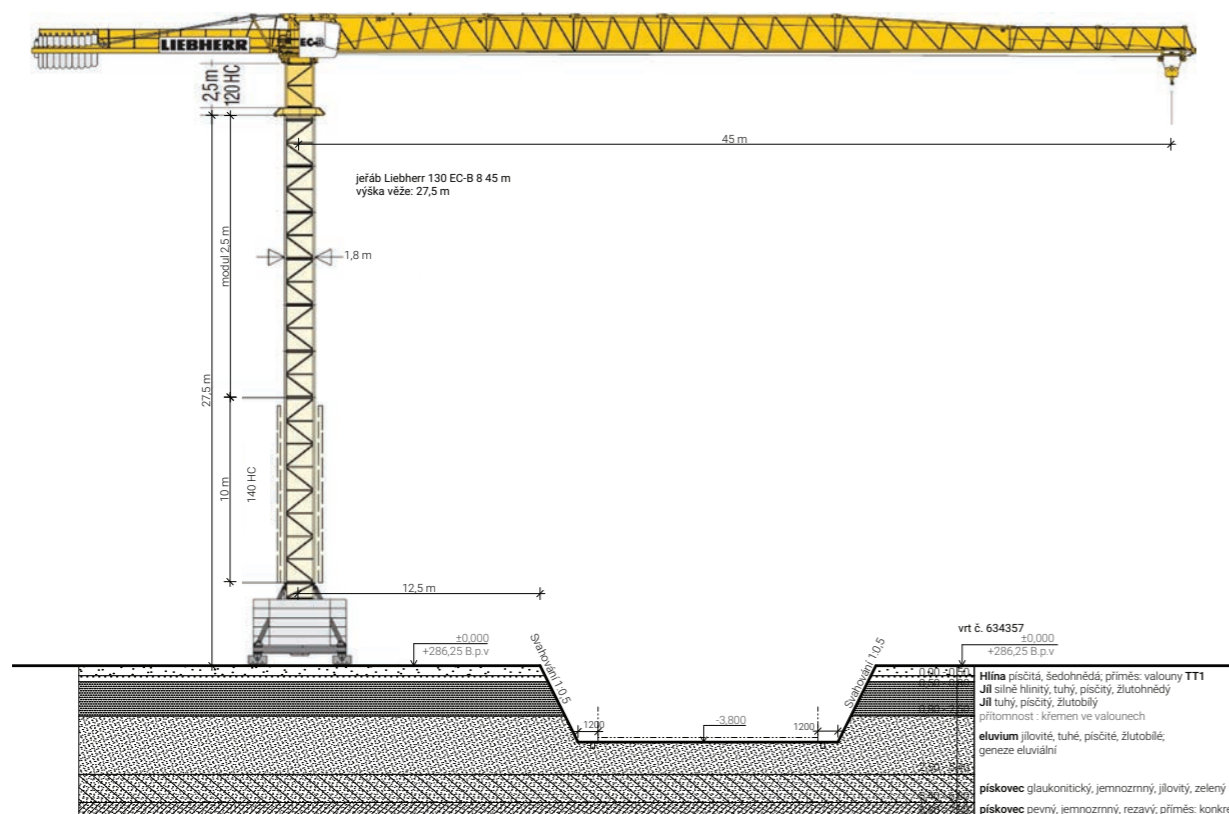 LIEBHERR
EC-B
2,5m
120 HC
45 m
jeřáb Liebherr 130 EC-B 8 45 m
výška věže: 27,5 m
1,8 m
modul 2,5 m
27,5 m
10 m
140 HC
12,5 m
±0,000
+286,25 B.p.v
Svahování 1:0,5
1200
-3.800
1200
Svahování 1:0,5
vrt č. 634357
±0,000
+286,25 B.p.v
Hlína písčitá, šedohnědá; příměs: valouny TT1
Jíl silně hlinitý, tuhý, písčitý, žlutohnědý
Jíl tuhý, písčitý, žlutobílý
přítomnost : křemen ve valounech
eluvium jílovité, tuhé, písčité, žlutobílé;
geneze eluviální
pískovec glaukonitický, jemnozrnný, jílovitý, zelený
pískovec pevný, jemnozrnný, rezavý; příměs: konkre